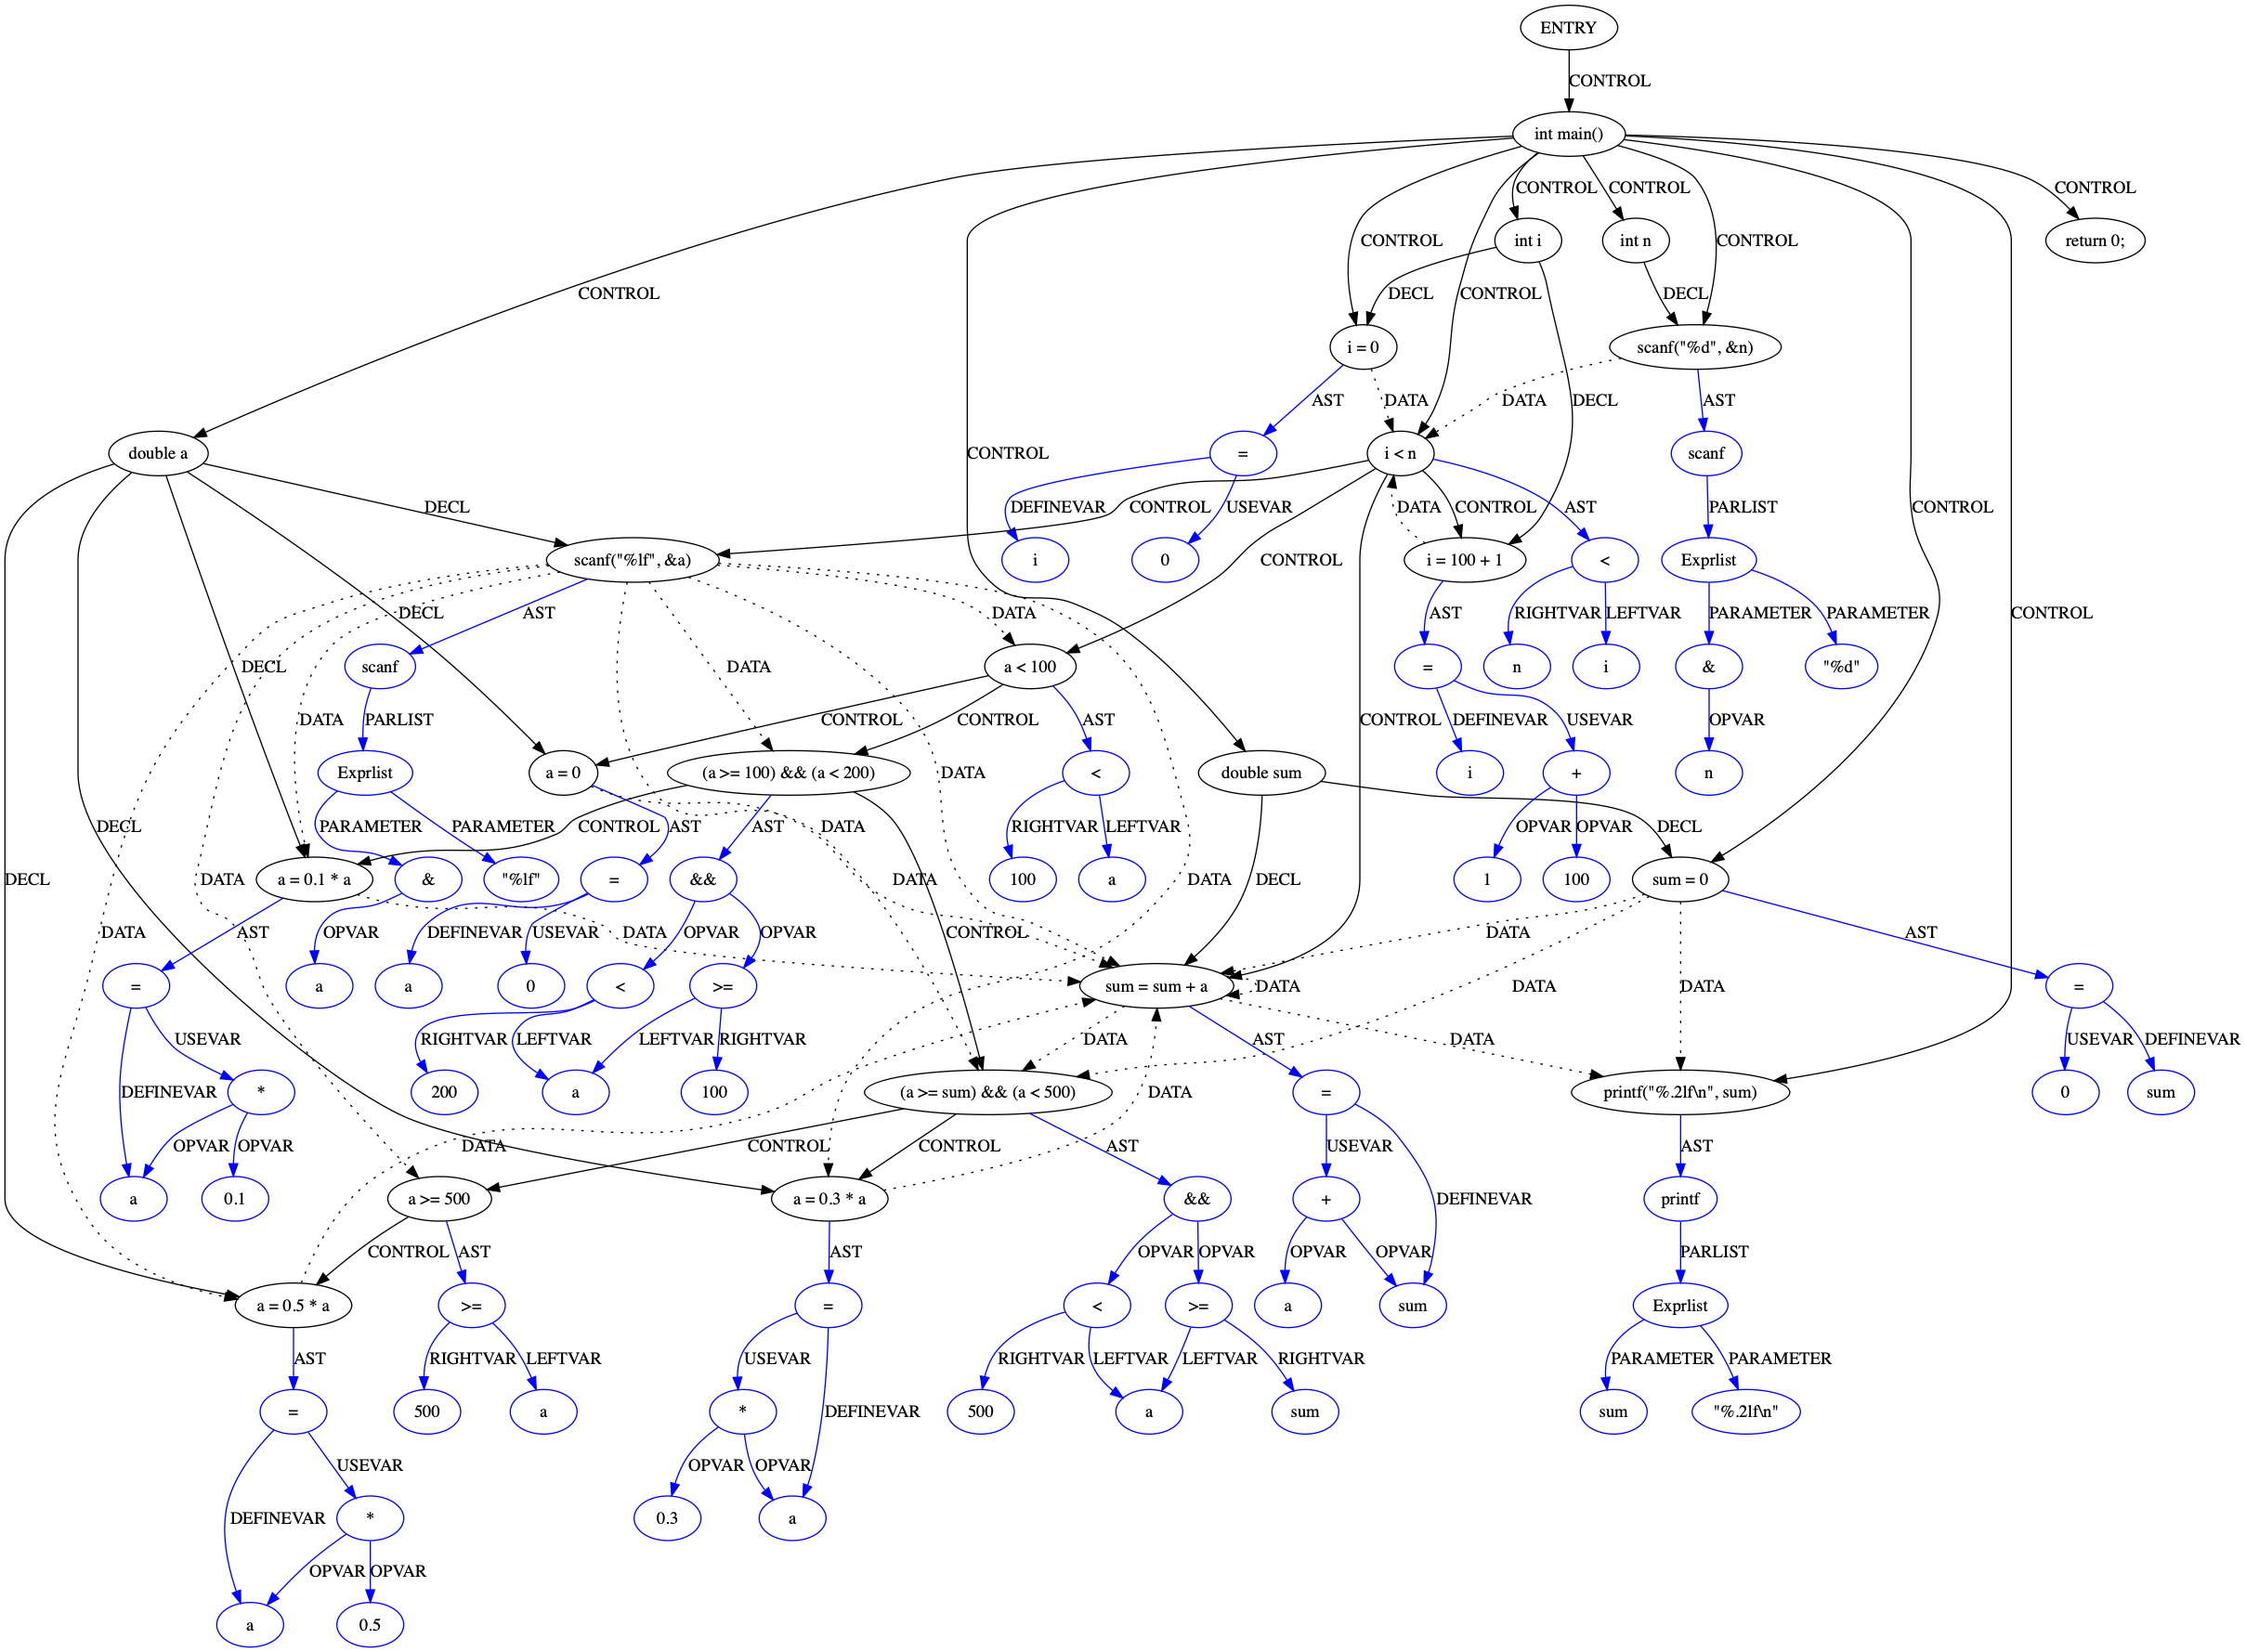 ENTRY
CONTROL
int main()
CONTROL CONTROL CONTROL
int i int n return 0;
CONTROL CONTROL
CONTROL CONTROL DECL DECL
i = 0 scanf("%d", &n)
AST DATA DATA DECL AST
double a CONTROL = i < n scanf CONTROL
DECL CONTROL DEFINEVAR USEVAR DATA CONTROL AST PARLIST
scanf("%lf", &a) i 0 i = 100 + 1 < Exprlist
CONTROL
DECL AST DATA AST RIGHTVAR LEFTVAR PARAMETER PARAMETER CONTROL
DECL scanf DATA a < 100 = n i & "%d"
DATA PARLIST CONTROL CONTROL AST CONTROL DEFINEVAR USEVAR OPVAR
Exprlist a = 0 (a >= 100) && (a < 200) DATA < double sum i + n
DECL PARAMETER PARAMETER CONTROL AST AST DATA RIGHTVAR LEFTVAR OPVAR OPVAR DECL
DECL a = 0.1 * a & "%lf" = && DATA 100 a DATA DECL 1 100 sum = 0
DATA
DATA AST OPVAR DEFINEVAR USEVAR DATA OPVAR OPVAR CONTROL DATA AST
= a a 0 < >= sum = sum + a DATA DATA DATA =
USEVAR RIGHTVAR LEFTVAR LEFTVAR RIGHTVAR DATA AST DATA USEVAR DEFINEVAR
DEFINEVAR * 200 a 100 (a >= sum) && (a < 500) DATA = printf("%.2lf\n", sum) 0 sum
OPVAR OPVAR DATA CONTROL CONTROL AST USEVAR AST
a 0.1 a >= 500 a = 0.3 * a && + DEFINEVAR printf
CONTROL AST AST OPVAR OPVAR OPVAR OPVAR PARLIST
a = 0.5 * a >= = < >= a sum Exprlist
AST RIGHTVAR LEFTVAR USEVAR RIGHTVAR LEFTVAR LEFTVAR RIGHTVAR PARAMETER PARAMETER
= 500 a * DEFINEVAR 500 a sum sum "%.2lf\n"
USEVAR OPVAR OPVAR
DEFINEVAR * 0.3 a
OPVAR OPVAR
a 0.5